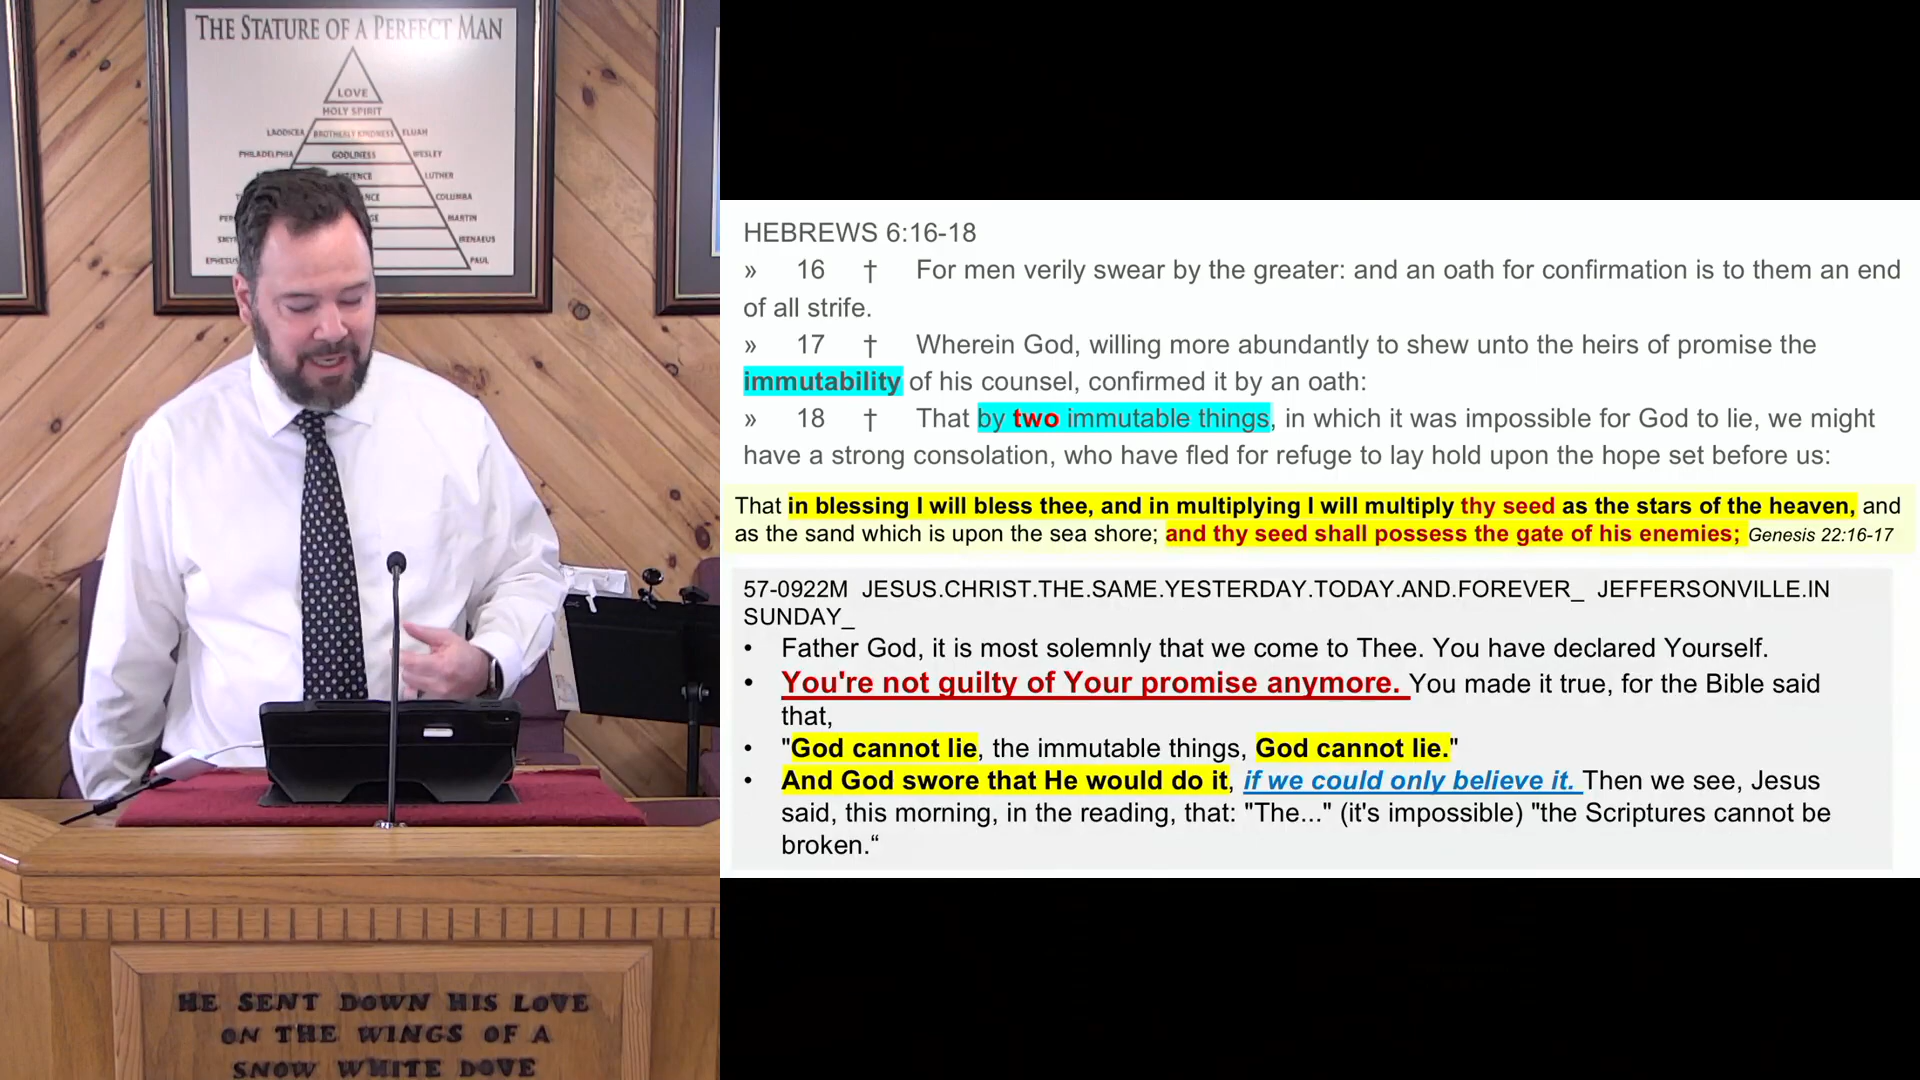 THE STATURE OF A PERFECT MAN
LOVE
HOLY SPIRIT
LAODICEA BROTHERLY KINDNESS ELIJAH
PHILADELPHIA GODLINESS WESLEY
LUTHER
COLUMBA
MARTIN
IRENAEUS
EPHESUS PAUL
HE SENT DOWN HIS LOVE
ON THE WINGS OF A
SNOW WHITE DOVE
HEBREWS 6:16-18
» 16 † For men verily swear by the greater: and an oath for confirmation is to them an end
of all strife.
» 17 † Wherein God, willing more abundantly to shew unto the heirs of promise the
immutability of his counsel, confirmed it by an oath:
» 18 † That by two immutable things, in which it was impossible for God to lie, we might
have a strong consolation, who have fled for refuge to lay hold upon the hope set before us:
That in blessing I will bless thee, and in multiplying I will multiply thy seed as the stars of the heaven, and
as the sand which is upon the sea shore; and thy seed shall possess the gate of his enemies; Genesis 22:16-17
57-0922M JESUS.CHRIST.THE.SAME.YESTERDAY.TODAY.AND.FOREVER_ JEFFERSONVILLE.IN
SUNDAY_
• Father God, it is most solemnly that we come to Thee. You have declared Yourself.
• You're not guilty of Your promise anymore. You made it true, for the Bible said
that,
• "God cannot lie, the immutable things, God cannot lie."
• And God swore that He would do it, if we could only believe it. Then we see, Jesus
said, this morning, in the reading, that: "The..." (it's impossible) "the Scriptures cannot be
broken.“